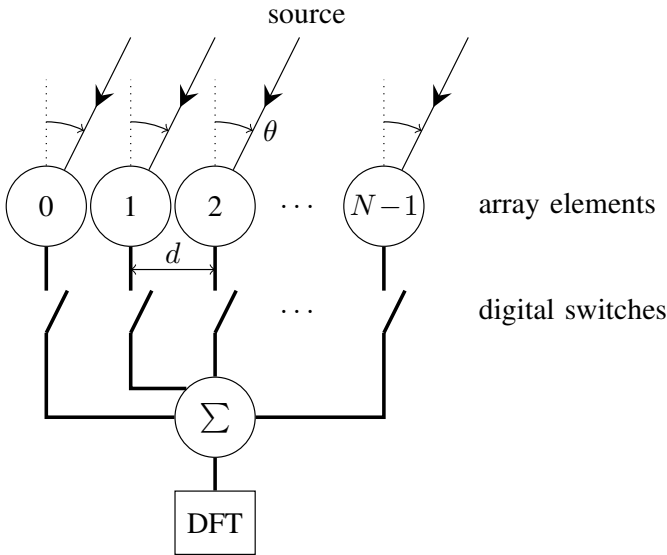 source
θ
0 1 2 ... N−1 array elements
d
... digital switches
Σ
DFT